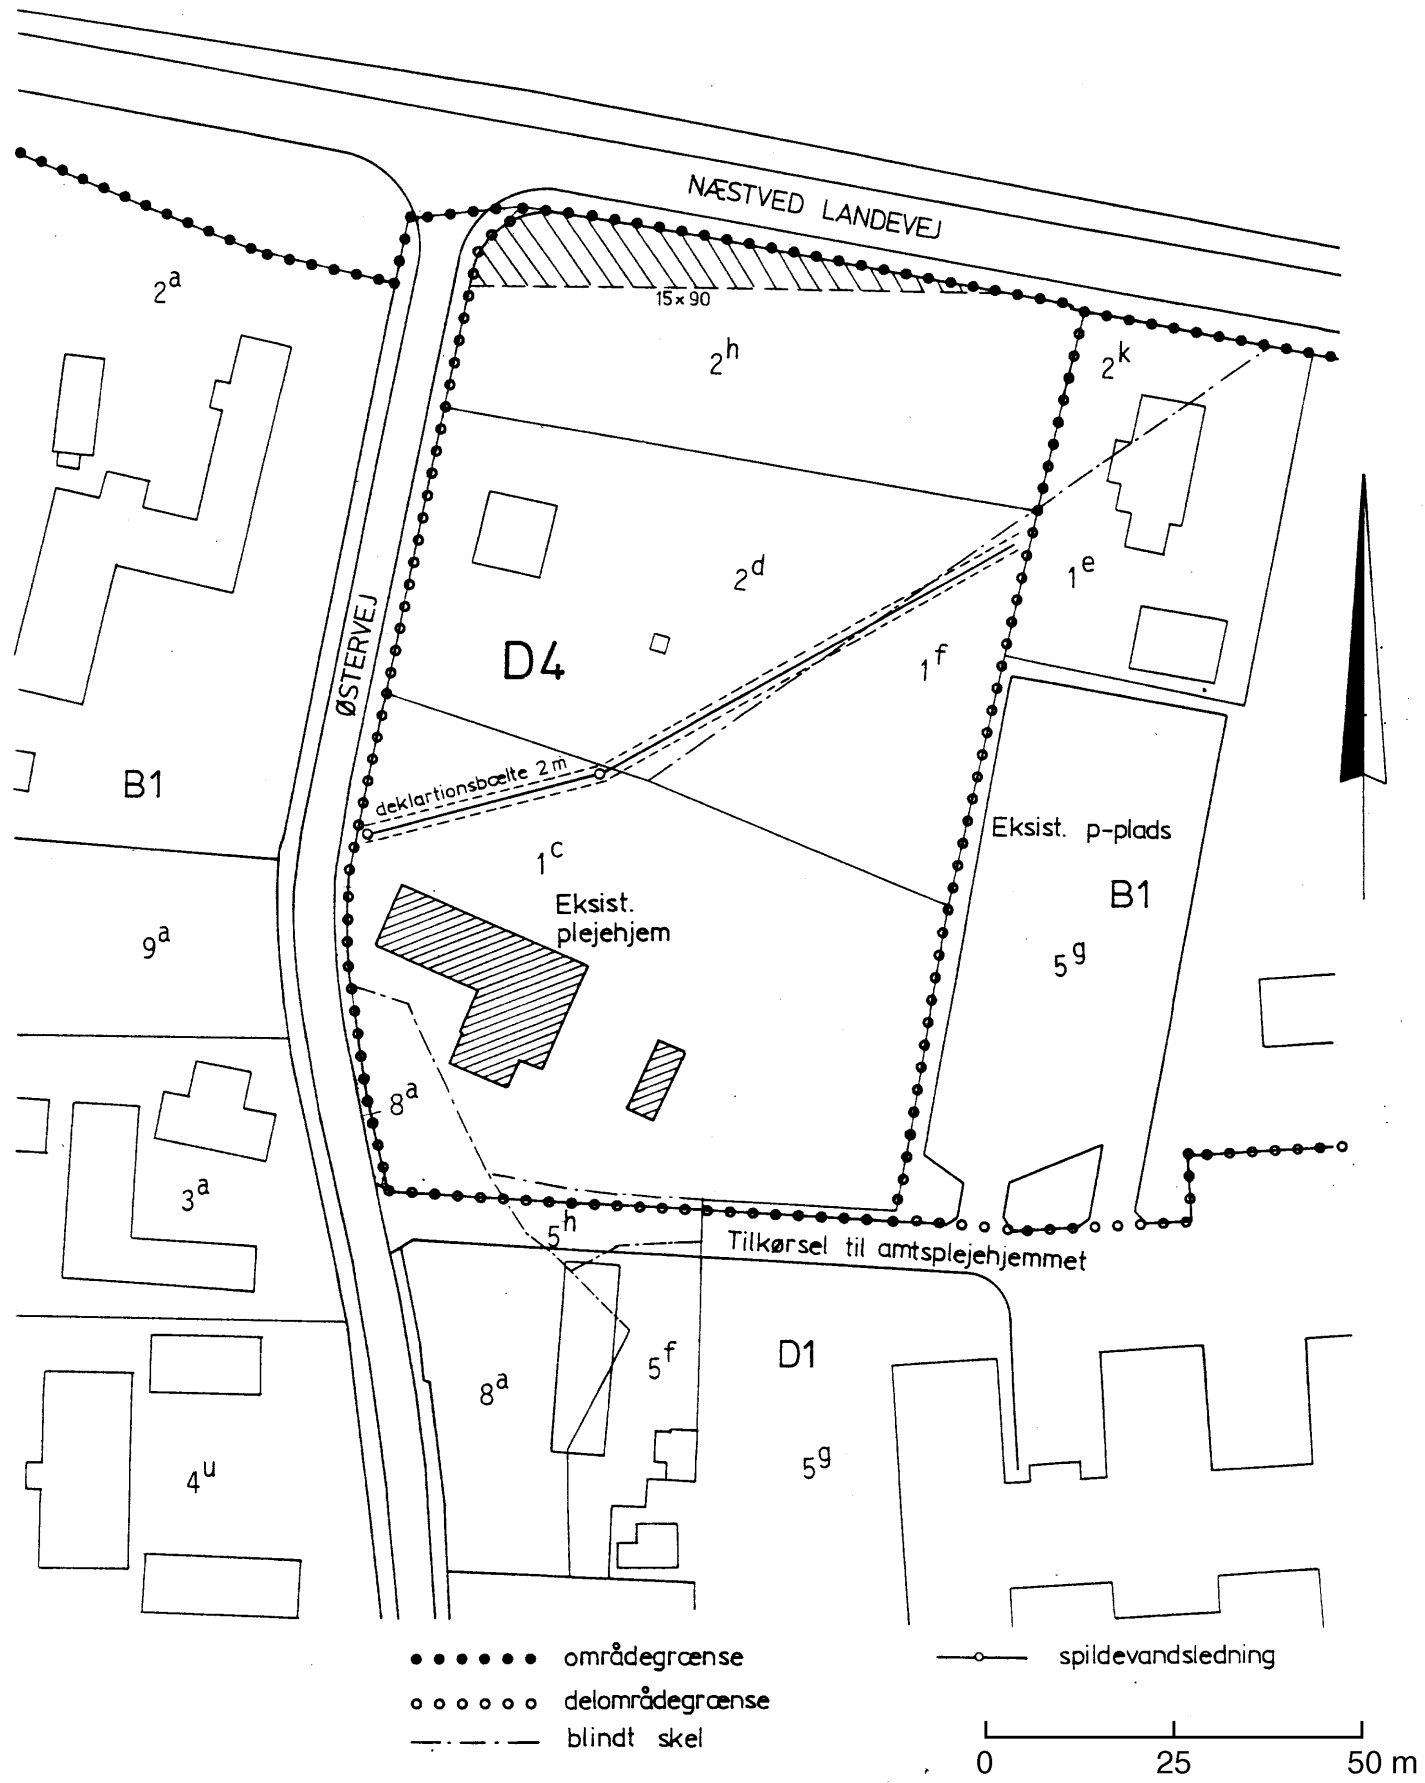 NÆSTVED LANDEVEJ
15×90
2a
2h
2k
2d
1e
ØSTERVEJ
D4
1f
B1
deklartionsbælte 2m
Eksist. p-plads
1c
B1
Eksist.
plejehjem
9a
5g
8a
3a
5h
Tilkørsel til amtsplejehjemmet
5f
D1
8a
5g
4u
områdegrænse
delområdegrænse
blindt skel
spildevandsledning
0 25 50 m